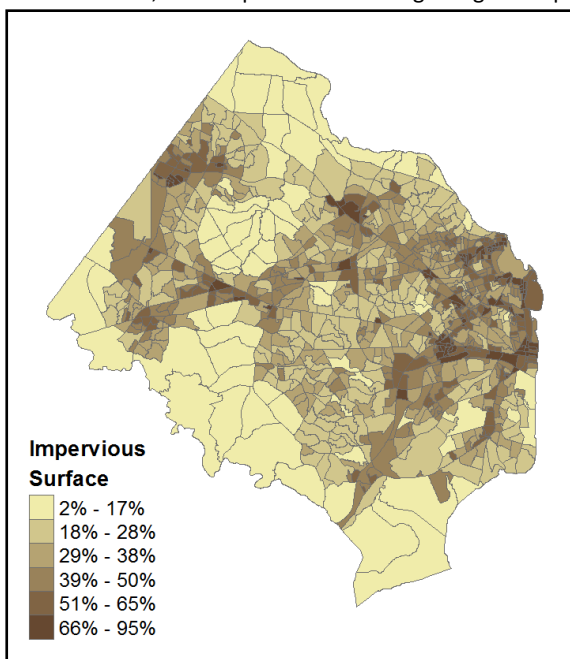 Impervious
Surface
2% - 17%
18% - 28%
29% - 38%
39% - 50%
51% - 65%
66% - 95%